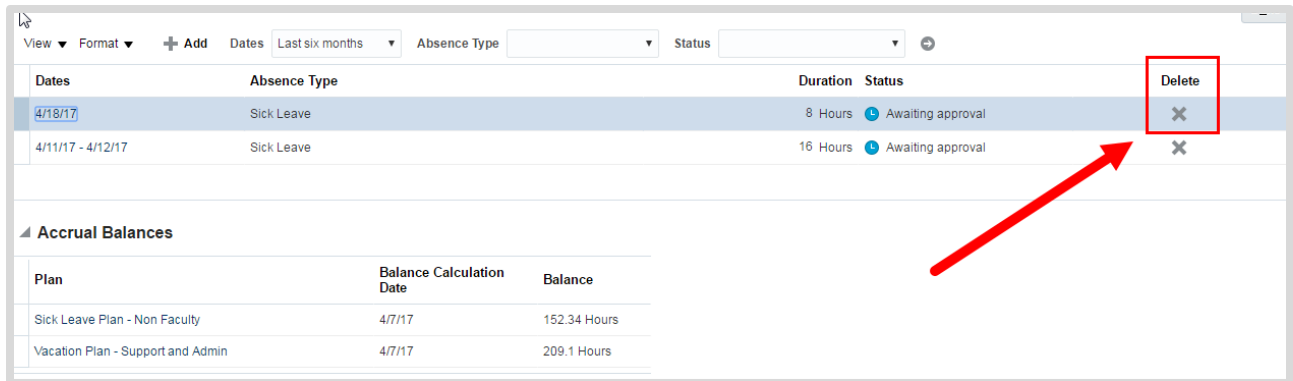 View Format Add Dates Last six months Absence Type Status
Dates Absence Type Duration Status Delete
4/18/17 Sick Leave 8 Hours Awaiting approval
4/11/17 - 4/12/17 Sick Leave 16 Hours Awaiting approval
Accrual Balances
Plan Balance Calculation Date Balance
Sick Leave Plan - Non Faculty 4/7/17 152.34 Hours
Vacation Plan - Support and Admin 4/7/17 209.1 Hours